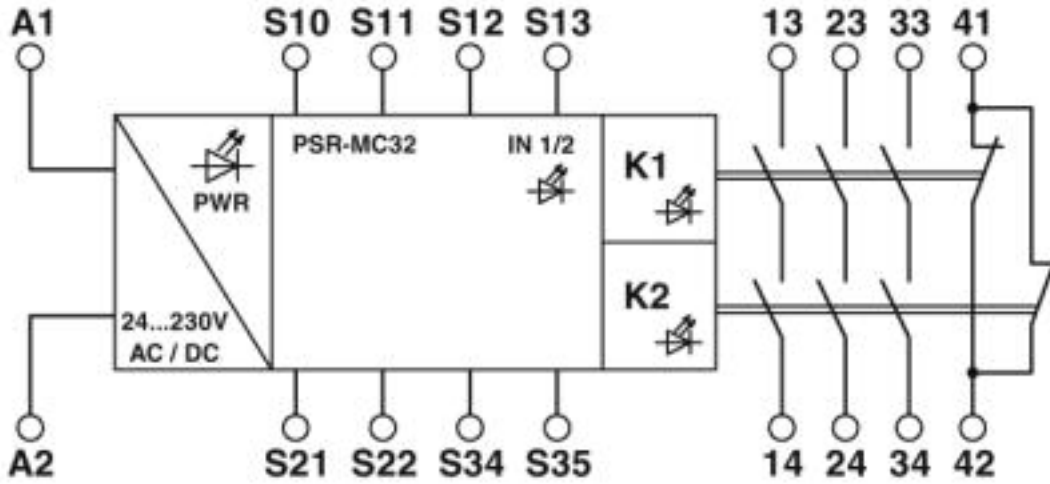 A1 S10 S11 S12 S13 13 23 33 41
PSR-MC32 IN 1/2
K1
PWR
K2
24...230V
AC / DC
A2 S21 S22 S34 S35 14 24 34 42